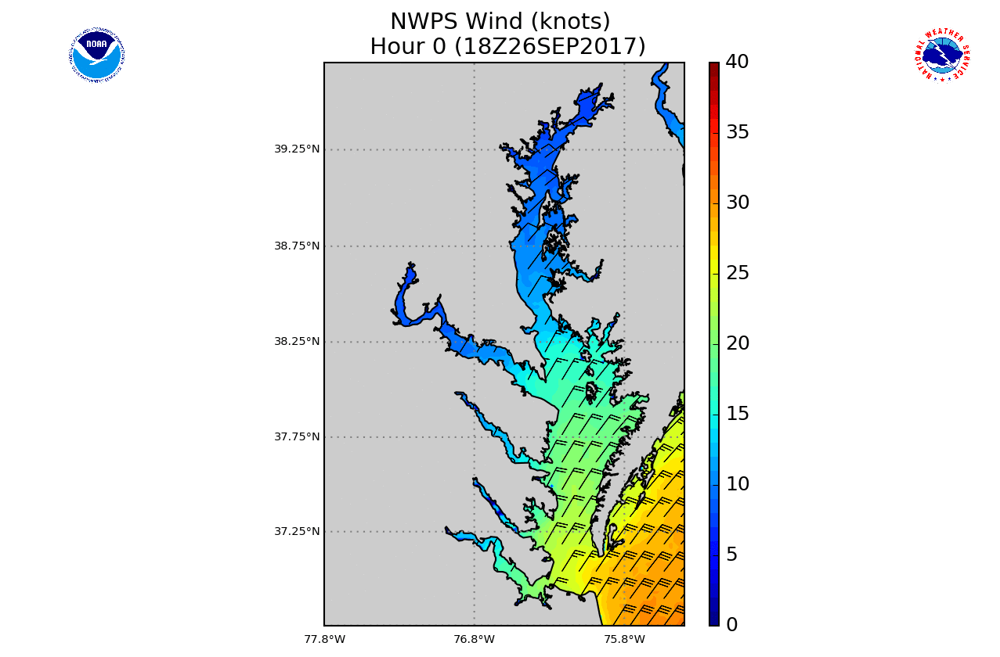 NWPS Wind (knots)
Hour 0 (18Z26SEP2017)
NOAA
NATIONAL WEATHER SERVICE
40
35
30
25
20
15
10
5
0
39.25°N
38.75°N
38.25°N
37.75°N
37.25°N
77.8°W
76.8°W
75.8°W